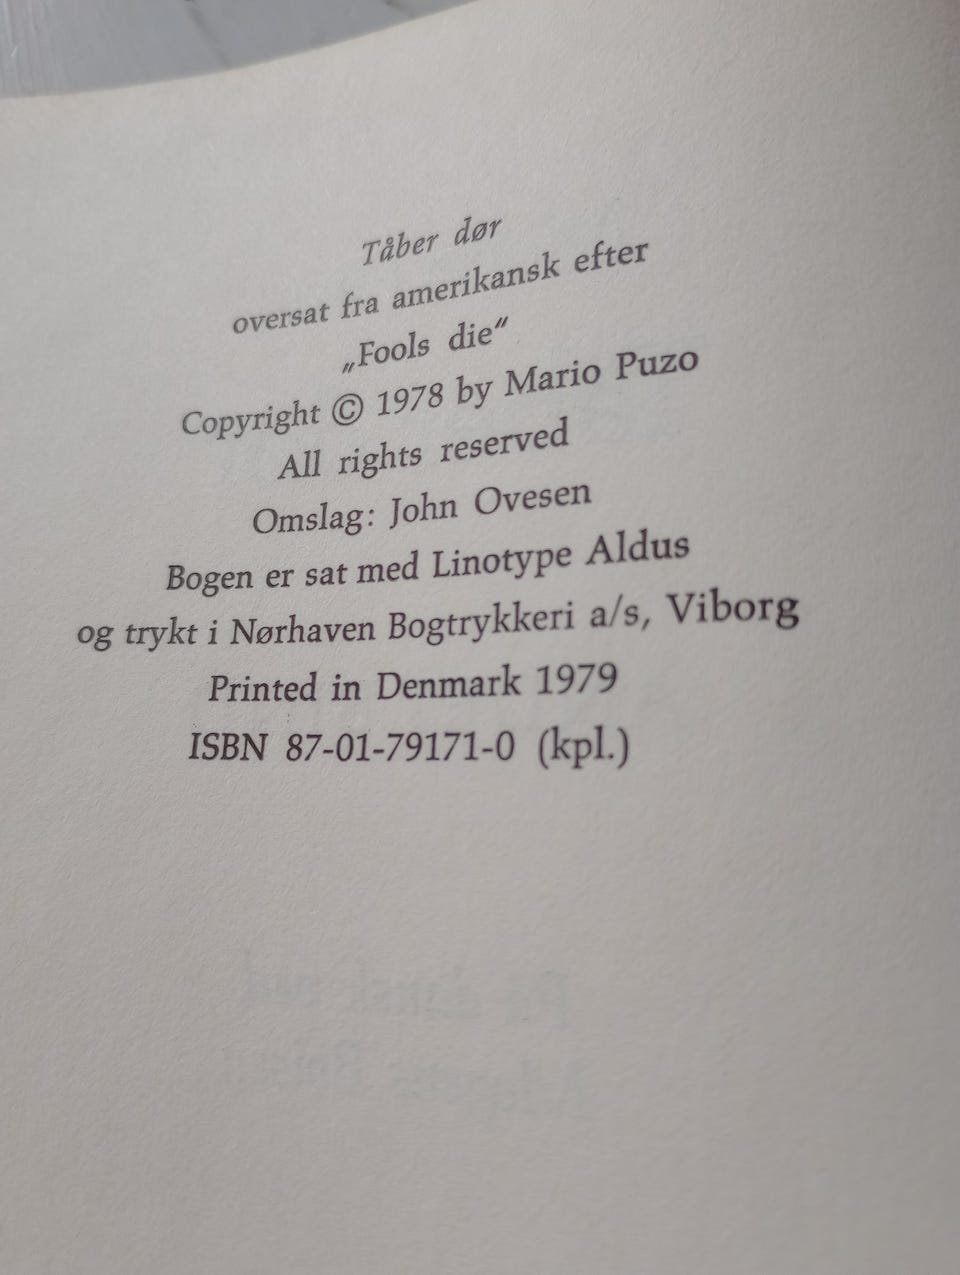 Tåber dør
oversat fra amerikansk efter
„Fools die“
Copyright © 1978 by Mario Puzo
All rights reserved
Omslag: John Ovesen
Bogen er sat med Linotype Aldus
og trykt i Nørhaven Bogtrykkeri a/s, Viborg
Printed in Denmark 1979
ISBN 87-01-79171-0 (kpl.)